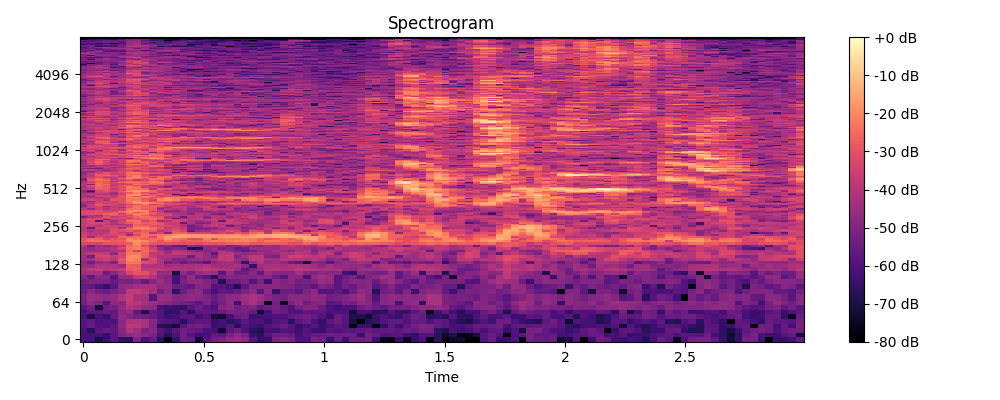 Spectrogram
+0 dB
4096
-10 dB
2048
-20 dB
1024
-30 dB
Hz
512
-40 dB
256
-50 dB
128
-60 dB
64
-70 dB
0
-80 dB
0 0.5 1 1.5 2 2.5
Time